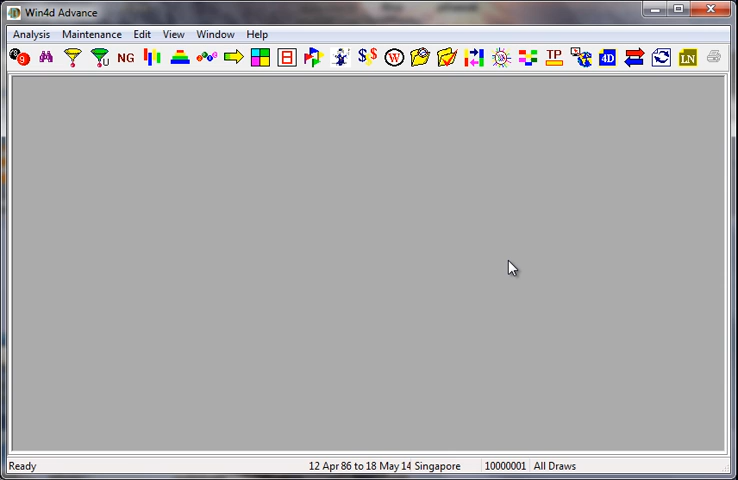 Win4d Advance
Analysis Maintenance Edit View Window Help
9 U NG $$ W TP 4D LN
Ready 12 Apr 86 to 18 May 14 Singapore 10000001 All Draws